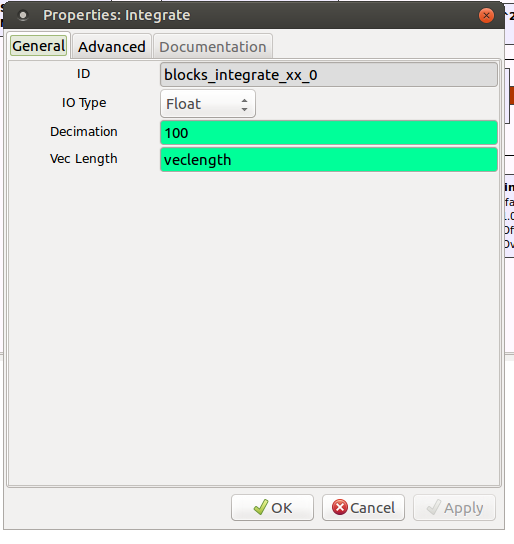 Properties: Integrate
General Advanced Documentation
ID blocks_integrate_xx_0
IO Type Float
Decimation 100
Vec Length veclength
OK Cancel Apply